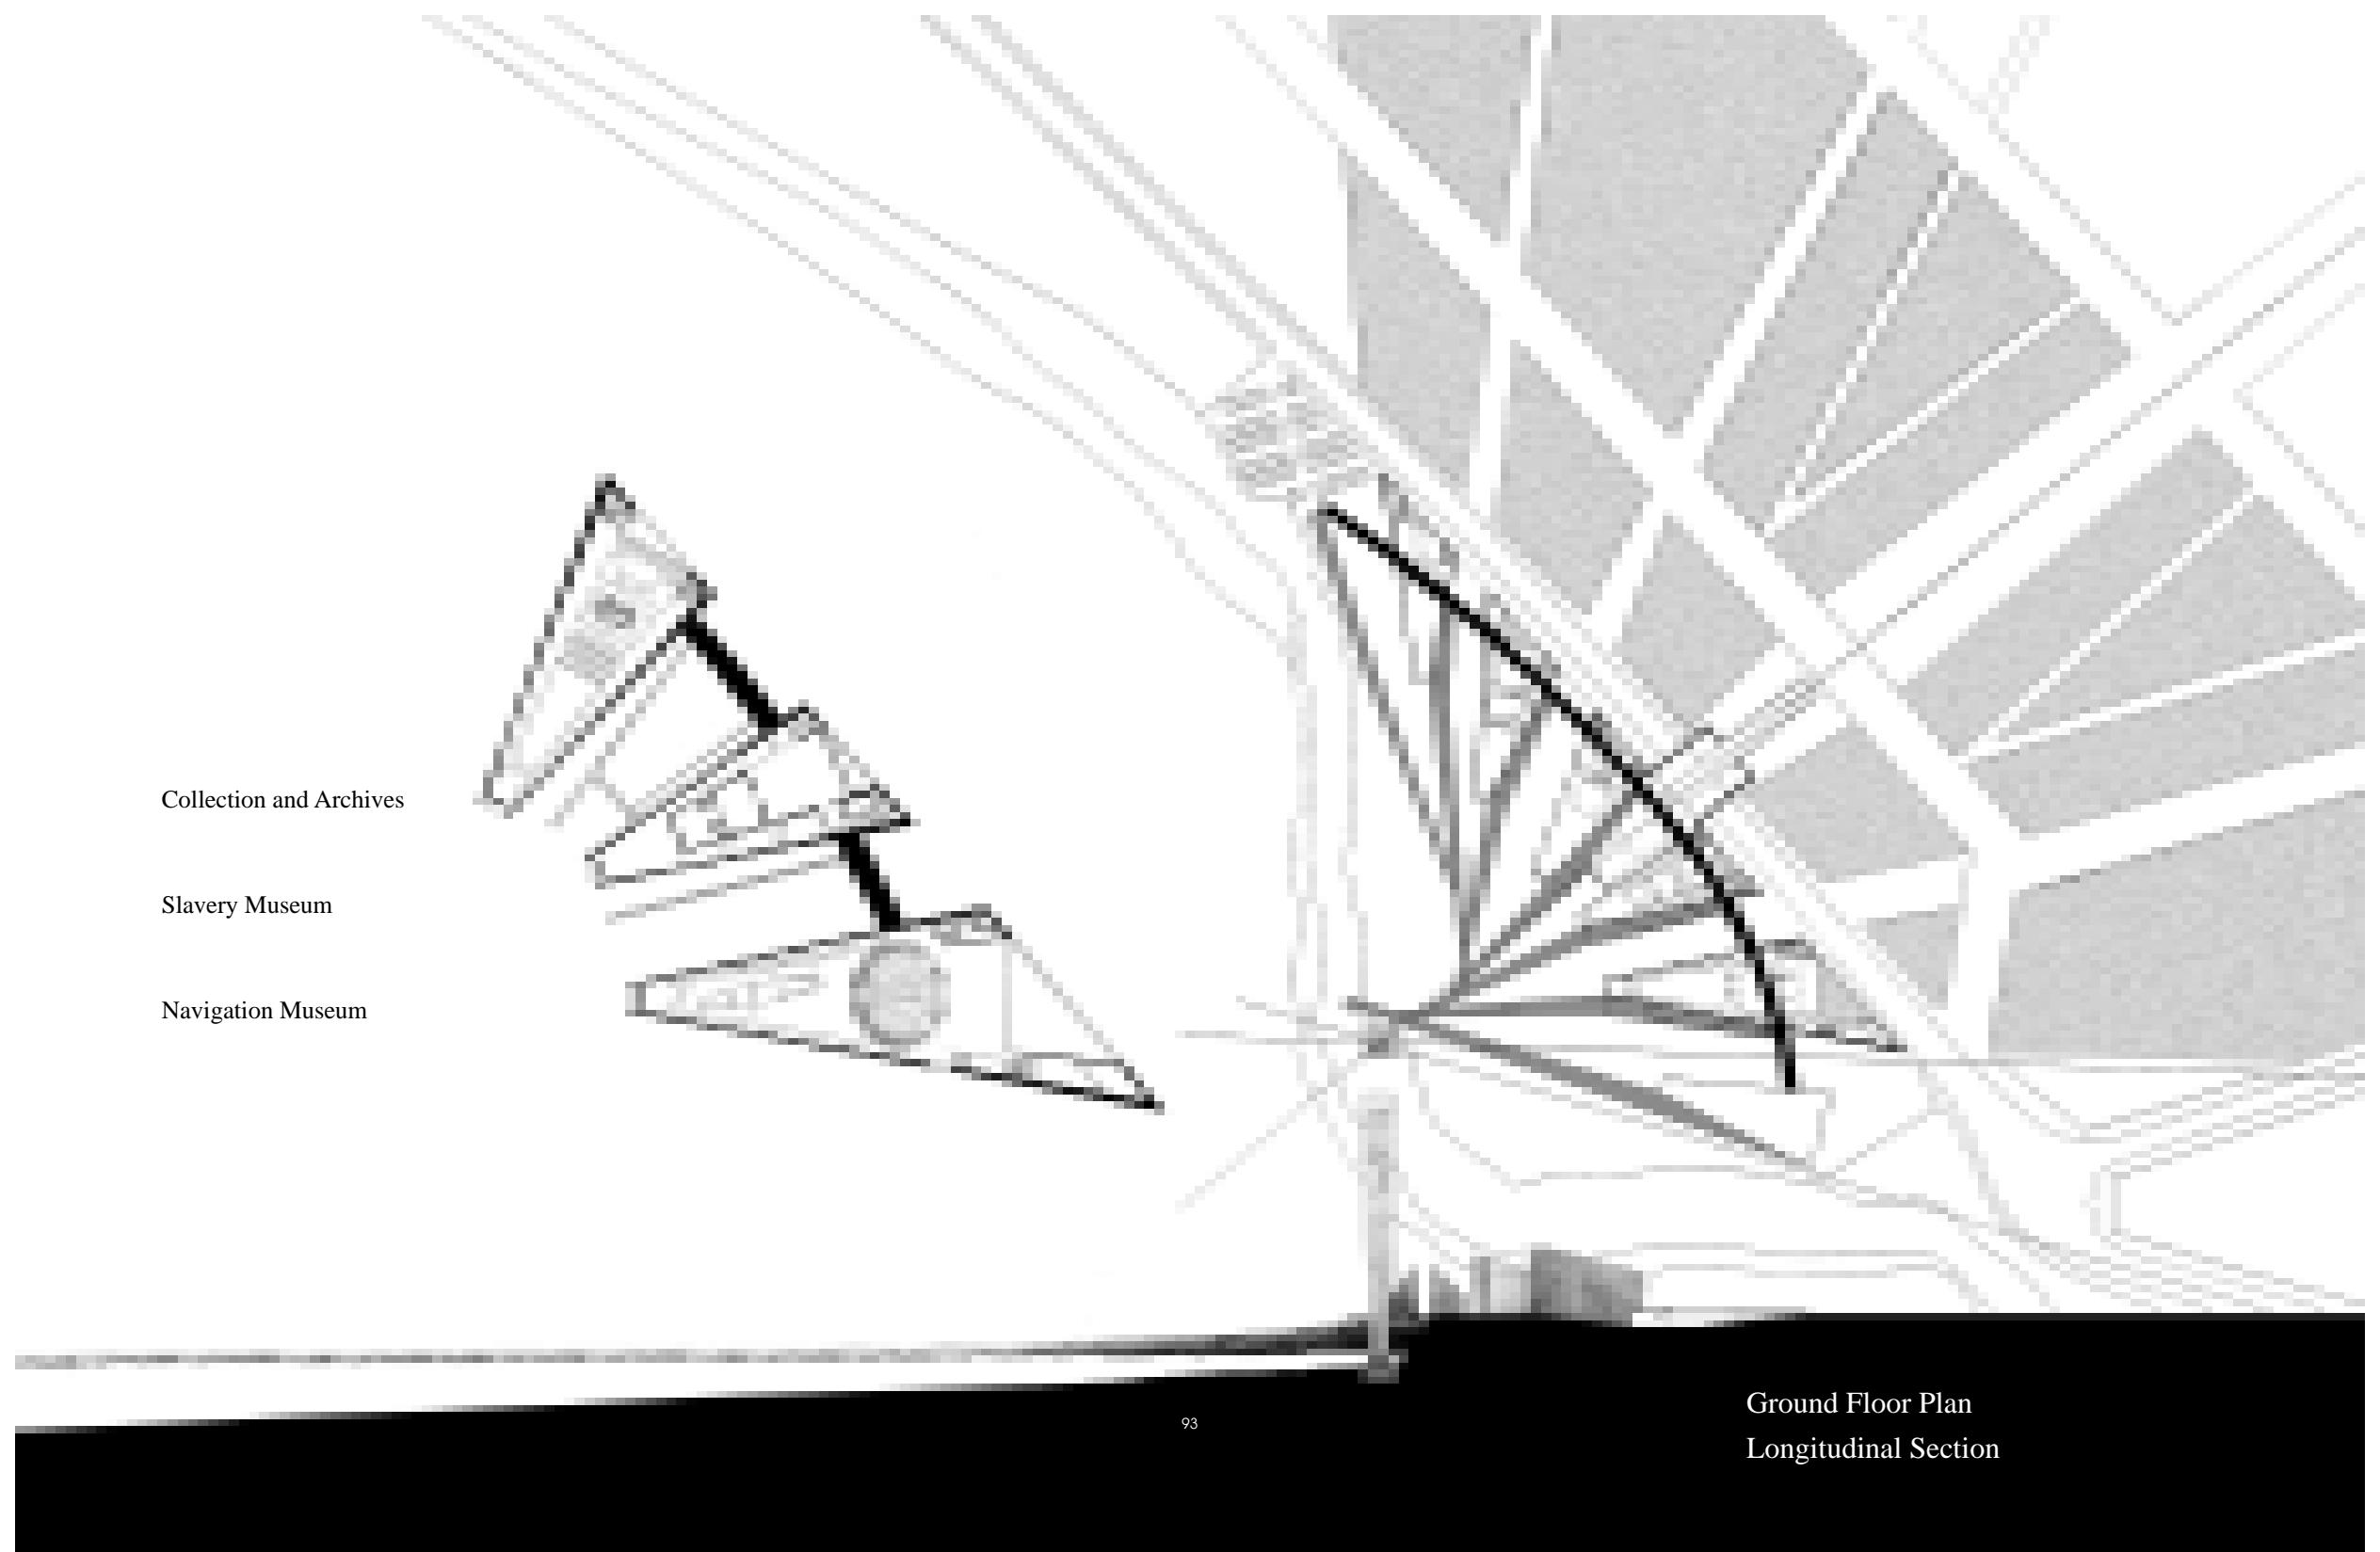 Collection and Archives
Slavery Museum
Navigation Museum
93
Ground Floor Plan
Longitudinal Section